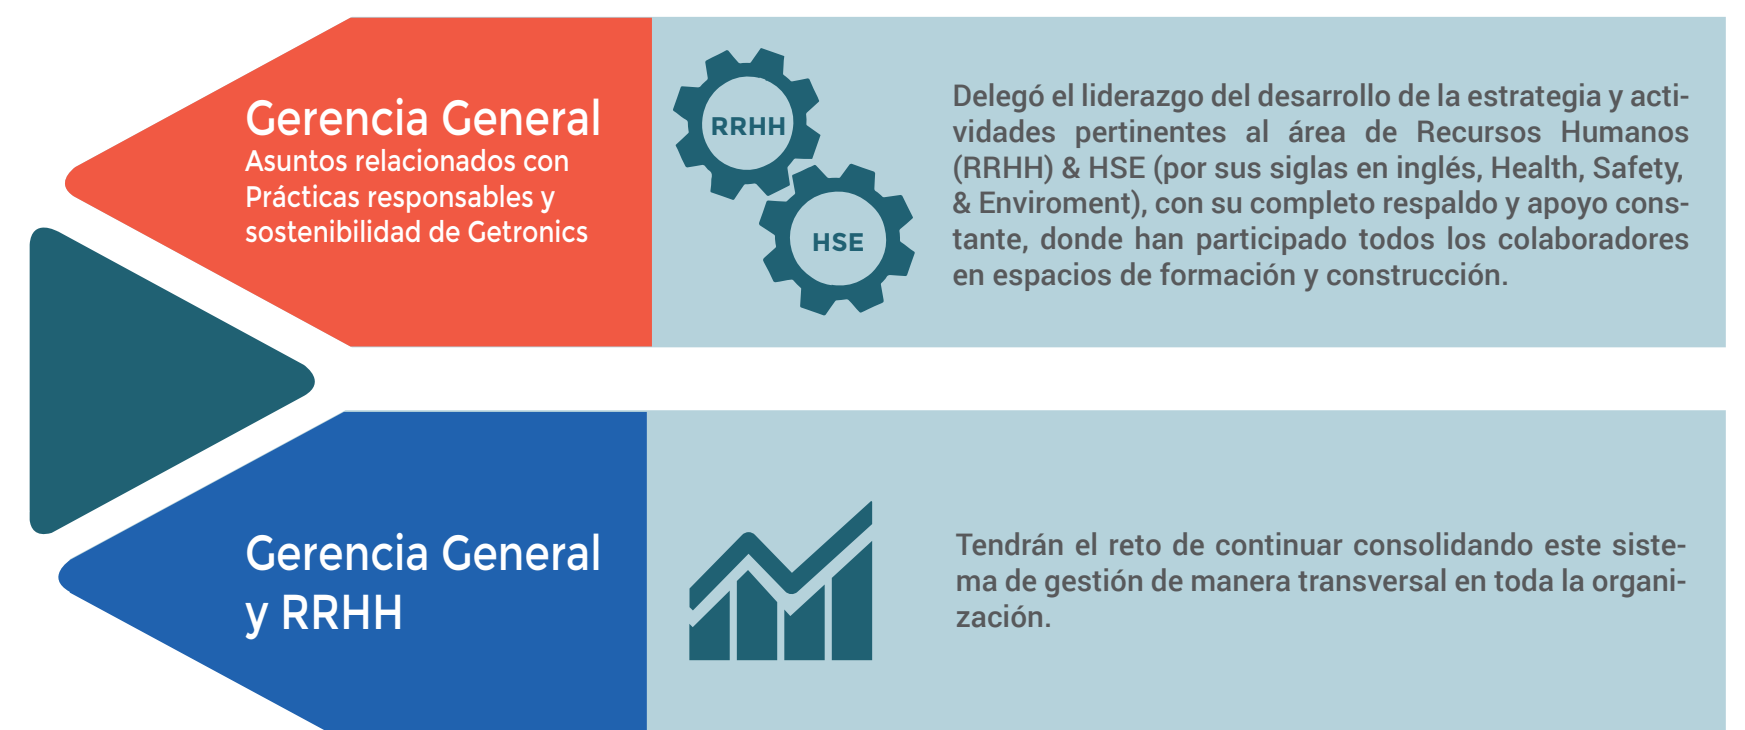 Gerencia General
Asuntos relacionados con
Prácticas responsables y
sostenibilidad de Getronics
RRHH
HSE
Delegó el liderazgo del desarrollo de la estrategia y acti-
vidades pertinentes al área de Recursos Humanos
(RRHH) & HSE (por sus siglas en inglés, Health, Safety,
& Enviroment), con su completo respaldo y apoyo cons-
tante, donde han participado todos los colaboradores
en espacios de formación y construcción.
Gerencia General
y RRHH
Tendrán el reto de continuar consolidando este siste-
ma de gestión de manera transversal en toda la organi-
zación.